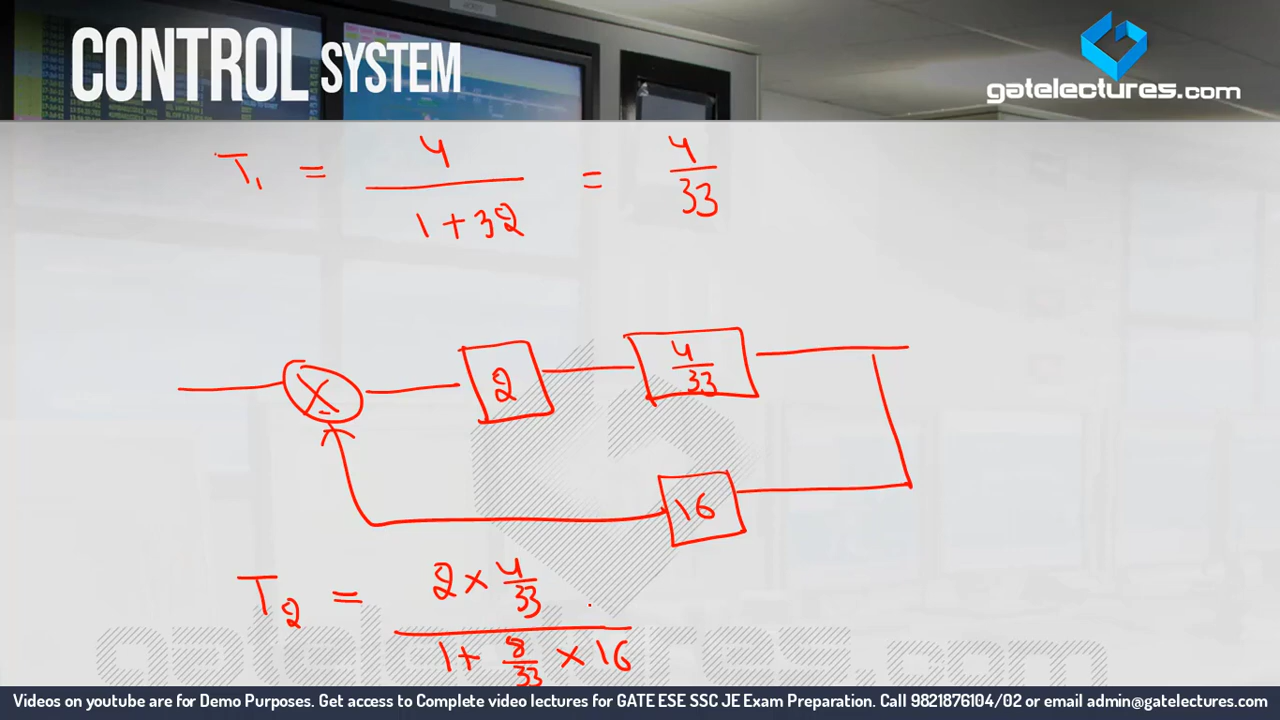 CONTROL SYSTEM
gatelectures.com
T₁ = 4 / (1 + 32) = 4/33
2
4/33
16
T₂ = (2 × 4/33) / (1 + 8/33 × 16)
gatelectures.com
Videos on youtube are for Demo Purposes. Get access to Complete video lectures for GATE ESE SSC JE Exam Preparation. Call 9821876104/02 or email admin@gatelectures.com